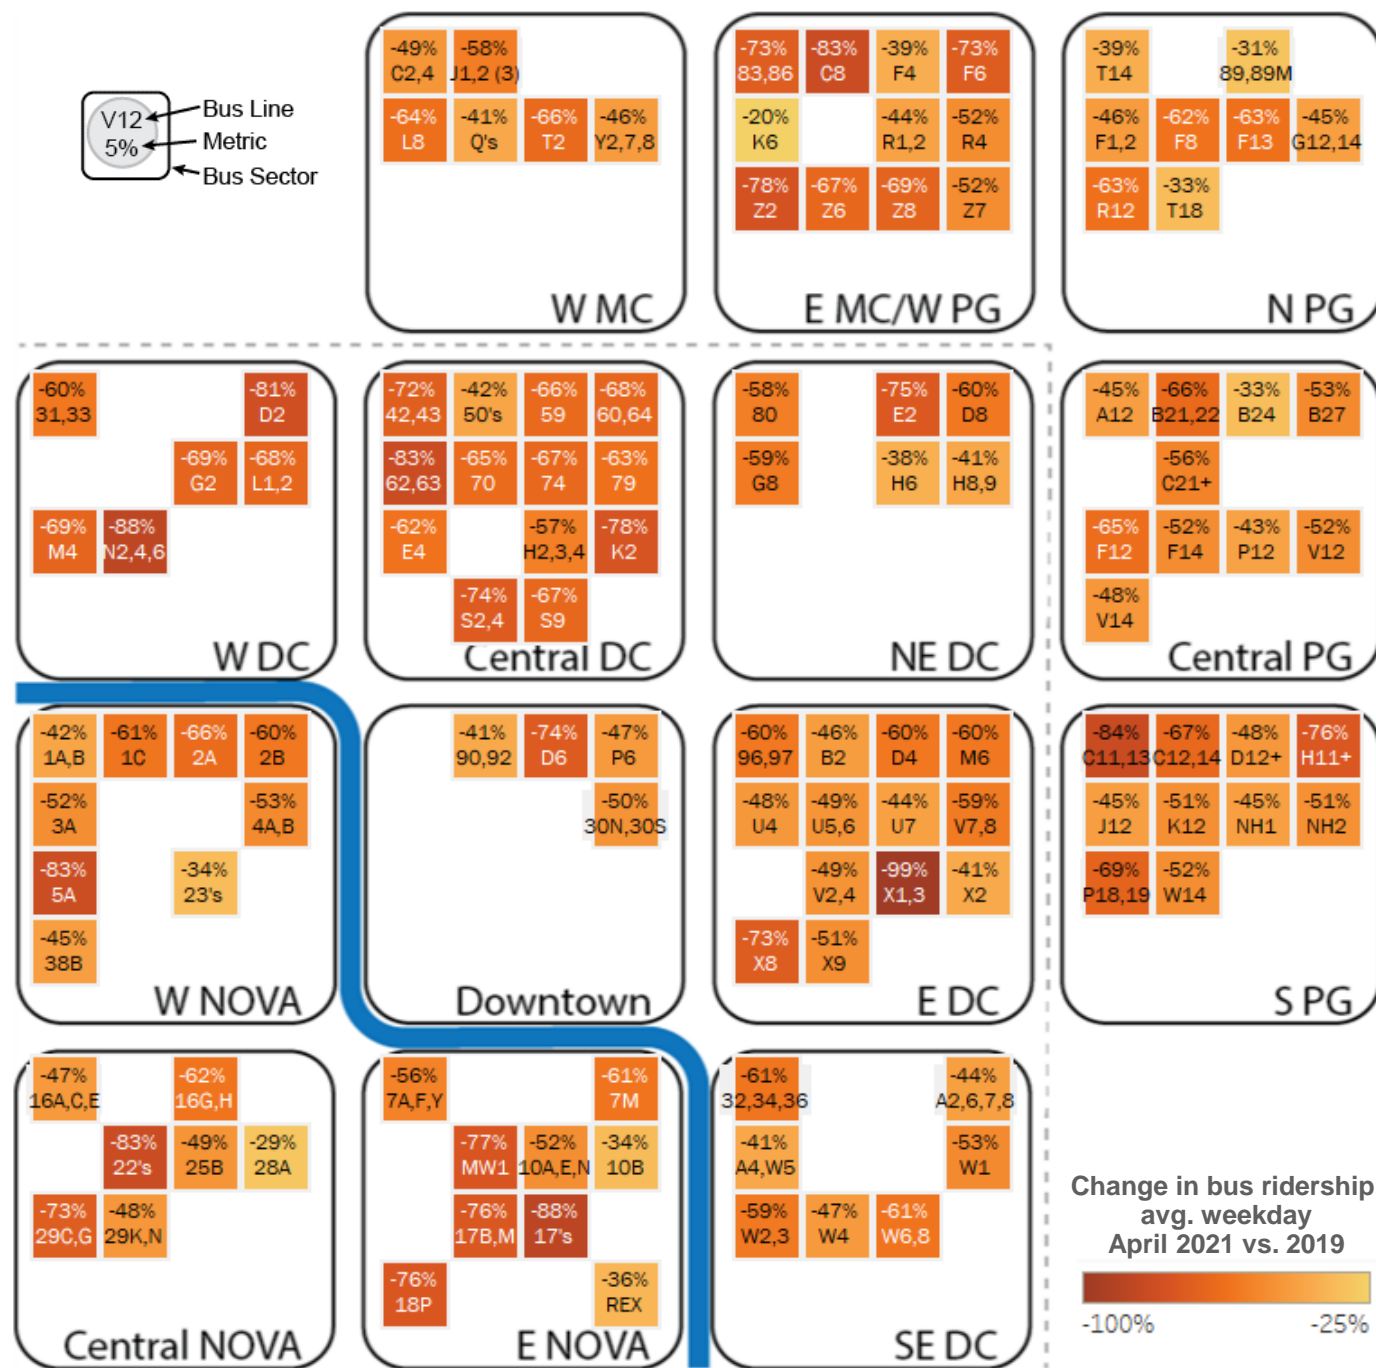 V12
5%
Bus Line
Metric
Bus Sector
-49%
C2,4
-58%
J1,2 (3)
-64%
L8
-41%
Q's
-66%
T2
-46%
Y2,7,8
W MC
-73%
83,86
-83%
C8
-39%
F4
-73%
F6
-20%
K6
-44%
R1,2
-52%
R4
-78%
Z2
-67%
Z6
-69%
Z8
-52%
Z7
E MC/W PG
-39%
T14
-31%
89,89M
-46%
F1,2
-62%
F8
-63%
F13
-45%
G12,14
-63%
R12
-33%
T18
N PG
-60%
31,33
-81%
D2
-69%
G2
-68%
L1,2
-69%
M4
-88%
N2,4,6
W DC
-72%
42,43
-42%
50's
-66%
59
-68%
60,64
-83%
62,63
-65%
70
-67%
74
-63%
79
-62%
E4
-57%
H2,3,4
-78%
K2
-74%
S2,4
-67%
S9
Central DC
-58%
80
-75%
E2
-60%
D8
-59%
G8
-38%
H6
-41%
H8,9
NE DC
-45%
A12
-66%
B21,22
-33%
B24
-53%
B27
-56%
C21+
-65%
F12
-52%
F14
-43%
P12
-52%
V12
-48%
V14
Central PG
-42%
1A,B
-61%
1C
-66%
2A
-60%
2B
-52%
3A
-53%
4A,B
-83%
5A
-34%
23's
-45%
38B
W NOVA
-41%
90,92
-74%
D6
-47%
P6
-50%
30N,30S
Downtown
-60%
96,97
-46%
B2
-60%
D4
-60%
M6
-48%
U4
-49%
U5,6
-44%
U7
-59%
V7,8
-49%
V2,4
-99%
X1,3
-41%
X2
-73%
X8
-51%
X9
E DC
-84%
C11,13
-67%
C12,14
-48%
D12+
-76%
H11+
-45%
J12
-51%
K12
-45%
NH1
-51%
NH2
-69%
P18,19
-52%
W14
S PG
-47%
16A,C,E
-62%
16G,H
-83%
22's
-49%
25B
-29%
28A
-73%
29C,G
-48%
29K,N
Central NOVA
-56%
7A,F,Y
-61%
7M
-77%
MW1
-52%
10A,E,N
-34%
10B
-76%
17B,M
-88%
17's
-76%
18P
-36%
REX
E NOVA
-61%
32,34,36
-44%
A2,6,7,8
-41%
A4,W5
-53%
W1
-59%
W2,3
-47%
W4
-61%
W6,8
SE DC
Change in bus ridership
avg. weekday
April 2021 vs. 2019
-100%
-25%